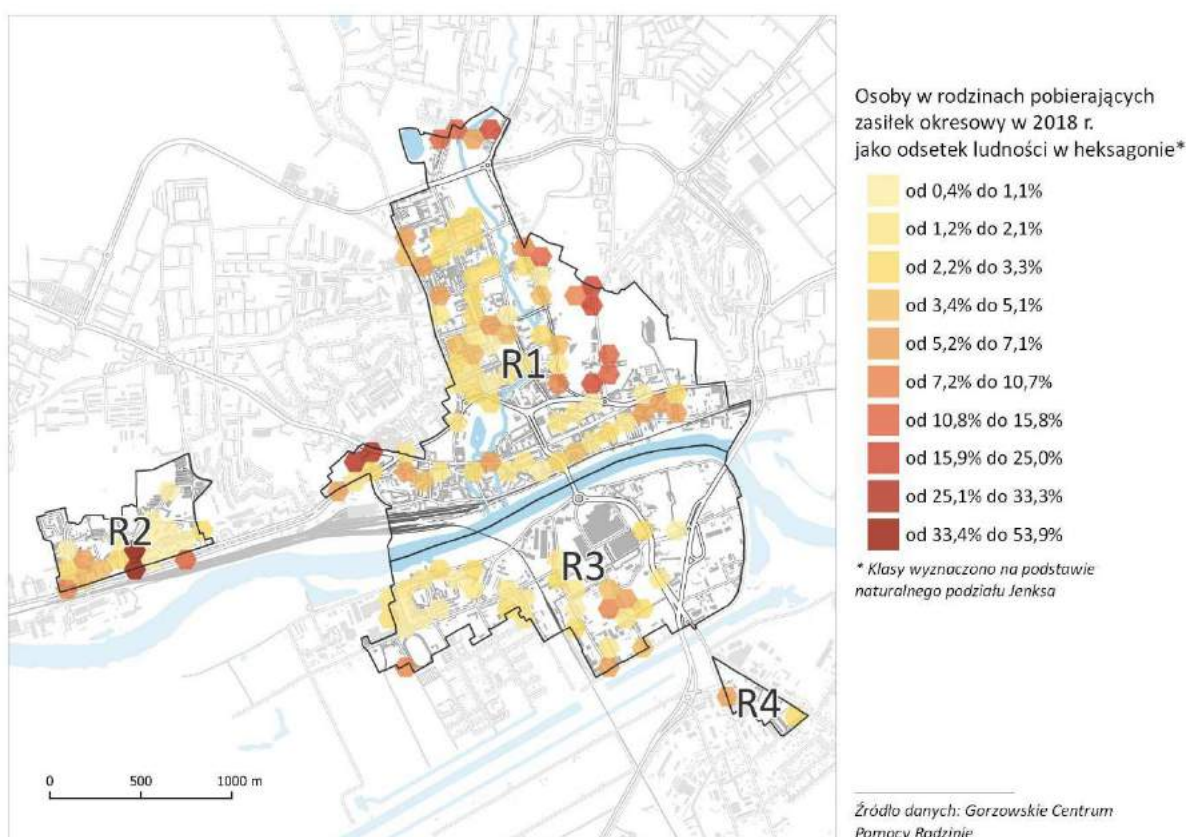 Osoby w rodzinach pobierających
zasiłek okresowy w 2018 r.
jako odsetek ludności w heksagonie*
od 0,4% do 1,1%
od 1,2% do 2,1%
od 2,2% do 3,3%
od 3,4% do 5,1%
od 5,2% do 7,1%
od 7,2% do 10,7%
od 10,8% do 15,8%
od 15,9% do 25,0%
od 25,1% do 33,3%
od 33,4% do 53,9%
* Klasy wyznaczono na podstawie
naturalnego podziału Jenksa
R1
R2
R3
R4
0 500 1000 m
Źródło danych: Gorzowskie Centrum
Pomocy Rodzinie